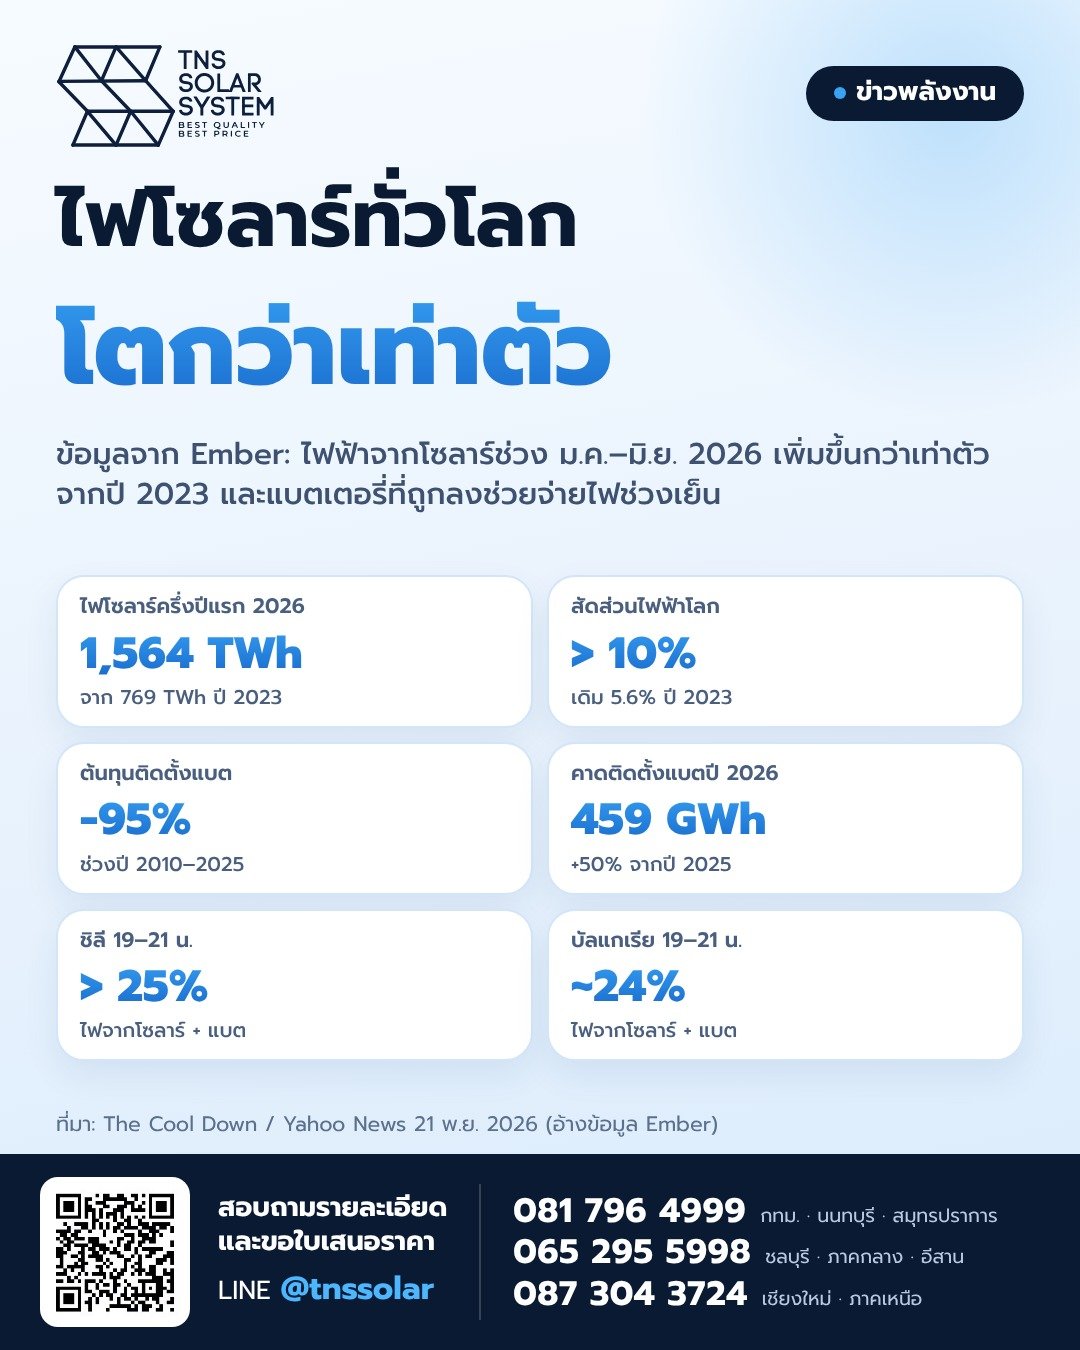 TNS
SOLAR
SYSTEM
BEST QUALITY
BEST PRICE
ข่าวพลังงาน
ไฟโซลาร์ทั่วโลก
โตกว่าเท่าตัว
ข้อมูลจาก Ember: ไฟฟ้าจากโซลาร์ช่วง ม.ค.–มิ.ย. 2026 เพิ่มขึ้นกว่าเท่าตัว
จากปี 2023 และแบตเตอรี่ที่ถูกลงช่วยจ่ายไฟช่วงเย็น
ไฟโซลาร์ครึ่งปีแรก 2026
1,564 TWh
จาก 769 TWh ปี 2023
สัดส่วนไฟฟ้าโลก
> 10%
เดิม 5.6% ปี 2023
ต้นทุนติดตั้งแบต
-95%
ช่วงปี 2010–2025
คาดติดตั้งแบตปี 2026
459 GWh
+50% จากปี 2025
ชิลี 19–21 น.
> 25%
ไฟจากโซลาร์ + แบต
บัลแกเรีย 19–21 น.
~24%
ไฟจากโซลาร์ + แบต
ที่มา: The Cool Down / Yahoo News 21 พ.ย. 2026 (อ้างข้อมูล Ember)
สอบถามรายละเอียด
และขอใบเสนอราคา
LINE @tnssolar
081 796 4999 กทม. · นนทบุรี · สมุทรปราการ
065 295 5998 ชลบุรี · ภาคกลาง · อีสาน
087 304 3724 เชียงใหม่ · ภาคเหนือ